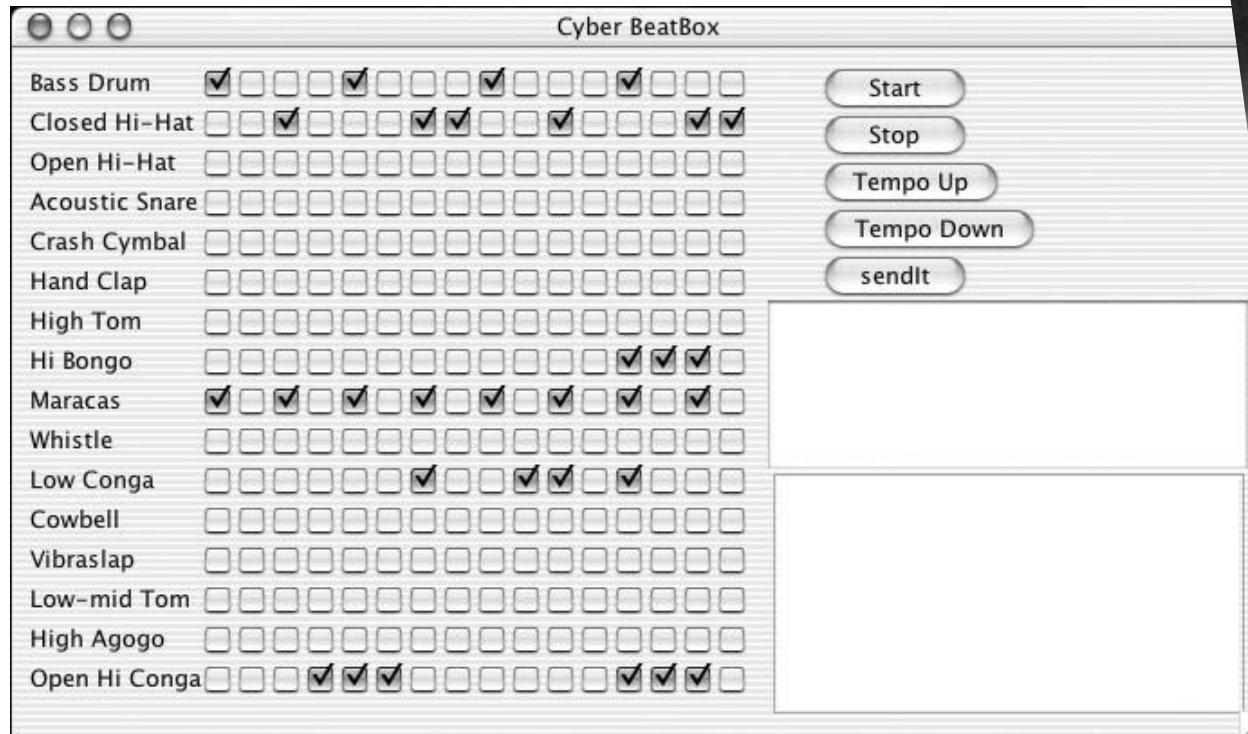 Cyber BeatBox
Bass Drum
Closed Hi-Hat
Open Hi-Hat
Acoustic Snare
Crash Cymbal
Hand Clap
High Tom
Hi Bongo
Maracas
Whistle
Low Conga
Cowbell
Vibraslap
Low-mid Tom
High Agogo
Open Hi Conga
Start
Stop
Tempo Up
Tempo Down
sendIt